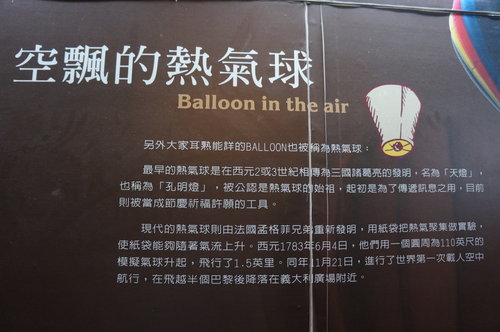 空飄的熱氣球
Balloon in the air
另外大家耳熟能詳的BALLOON也被稱為熱氣球：
最早的熱氣球是在西元2或3世紀相傳為三國諸葛亮的發明，名為「天燈」，
也稱為「孔明燈」，被公認是熱氣球的始祖，起初是為了傳遞訊息之用，目前
則被當成節慶祈福許願的工具。
現代的熱氣球則由法國孟格菲兄弟重新發明，用紙袋把熱氣聚集做實驗，
使紙袋能夠隨著氣流上升。西元1783年6月4日，他們用一個圓周為110英尺的
模擬氣球升起，飛行了1.5英里。同年11月21日，進行了世界第一次載人空中
航行，在飛越半個巴黎後降落在義大利廣場附近。